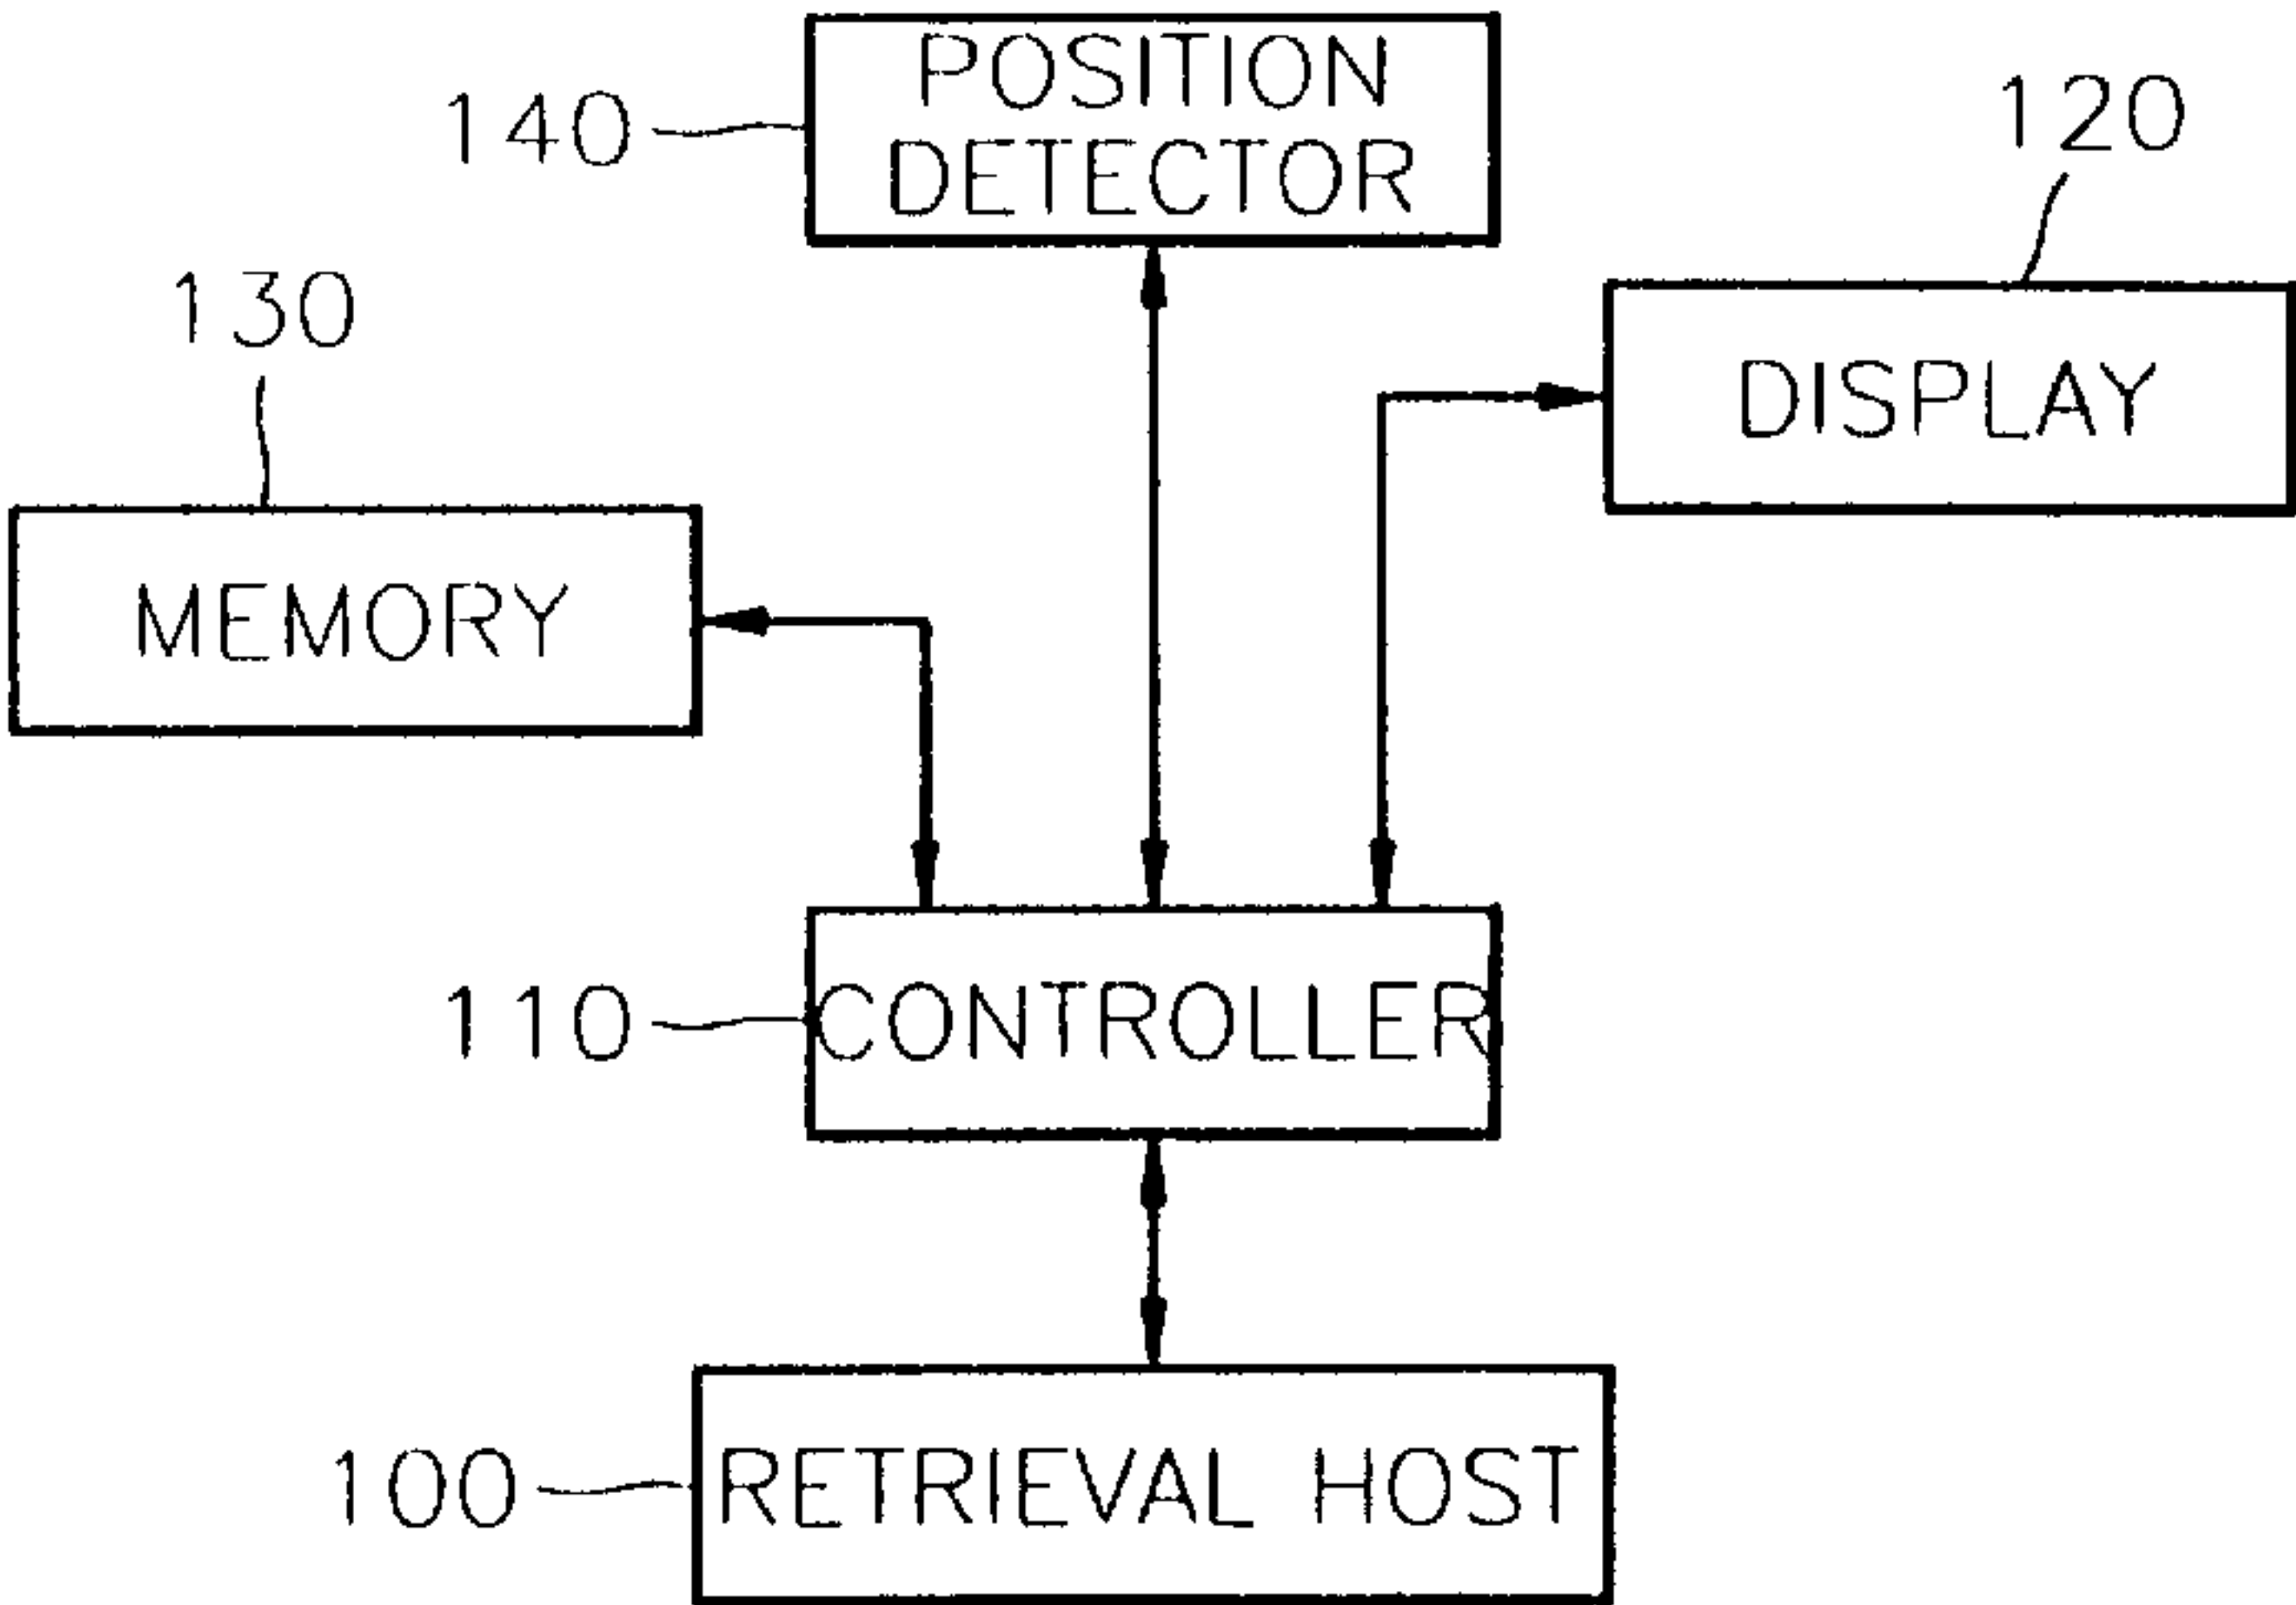 POSITION
DETECTOR
140
120
130
DISPLAY
MEMORY
110
CONTROLLER
100
RETRIEVAL HOST